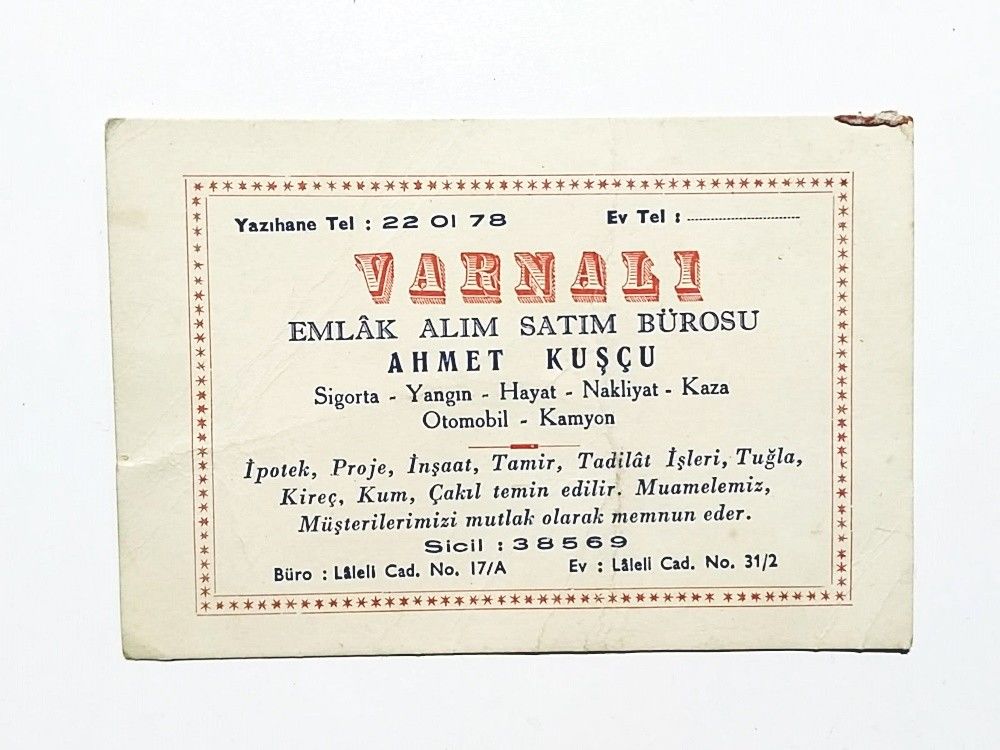 Yazıhane Tel : 22 01 78 Ev Tel :
VARNALI
EMLÂK ALIM SATIM BÜROSU
AHMET KUŞÇU
Sigorta - Yangın - Hayat - Nakliyat - Kaza
Otomobil - Kamyon
İpotek, Proje, İnşaat, Tamir, Tadilât İşleri, Tuğla,
Kireç, Kum, Çakıl temin edilir. Muamelemiz,
Müşterilerimizi mutlak olarak memnun eder.
Sicil : 38569
Büro : Lâleli Cad. No. 17/A Ev : Lâleli Cad. No. 31/2